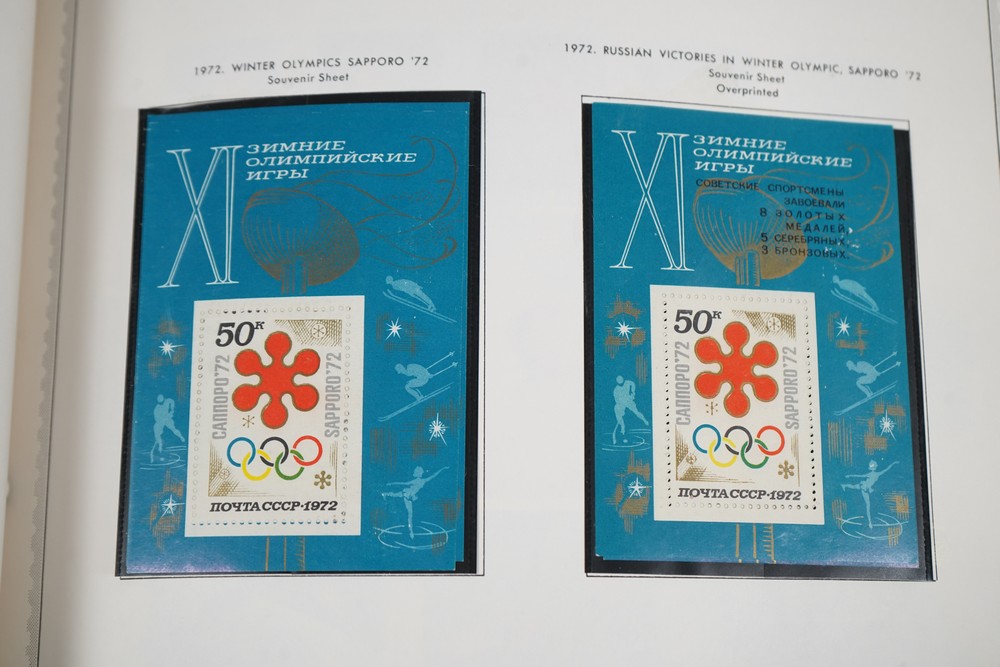 1972. WINTER OLYMPICS SAPPORO '72
Souvenir Sheet
XI ЗИМНИЕ
ОЛИМПИЙСКИЕ
ИГРЫ
50к
САППОРО'72
SAPPORO'72
ПОЧТА СССР·1972
1972. RUSSIAN VICTORIES IN WINTER OLYMPIC, SAPPORO '72
Souvenir Sheet
Overprinted
XI ЗИМНИЕ
ОЛИМПИЙСКИЕ
ИГРЫ
СОВЕТСКИЕ СПОРТСМЕНЫ
ЗАВОЕВАЛИ
8 ЗОЛОТЫХ
МЕДАЛЕЙ,
5 СЕРЕБРЯНЫХ,
3 БРОНЗОВЫХ.
50к
САППОРО'72
SAPPORO'72
ПОЧТА СССР·1972